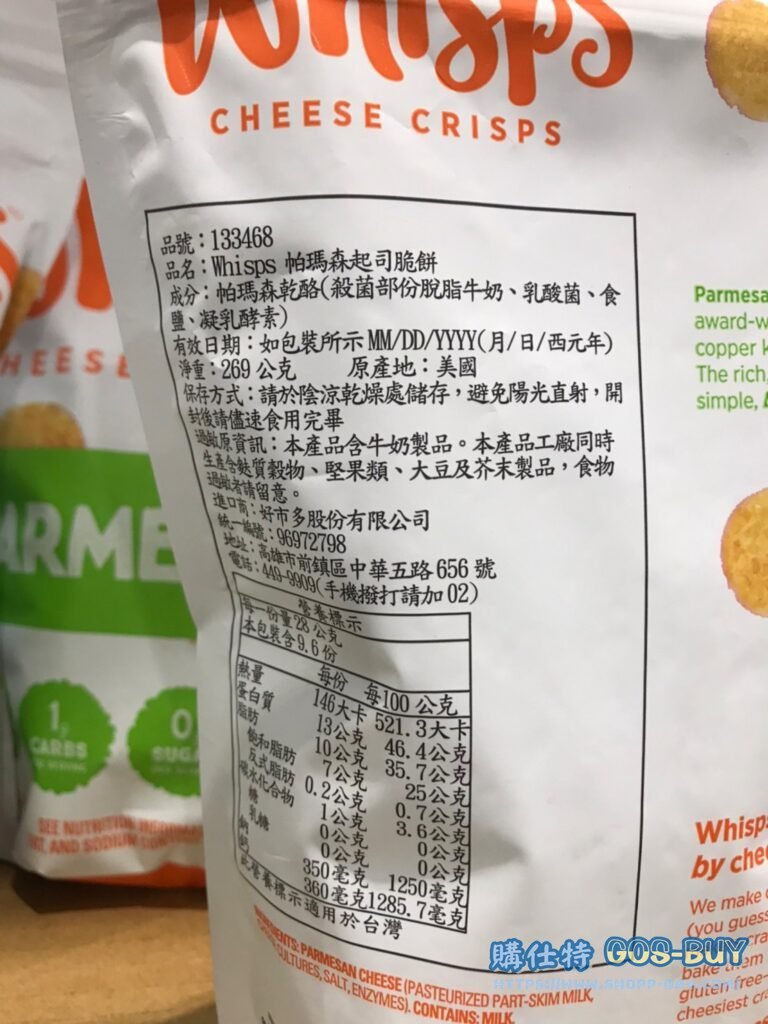 Whisps
CHEESE CRISPS
品號：133468
品名：Whisps 帕瑪森起司脆餅
成分：帕瑪森乾酪(殺菌部份脫脂牛奶、乳酸菌、食
鹽、凝乳酵素)
有效日期：如包裝所示 MM/DD/YYYY(月/日/西元年)
淨重：269 公克 原產地：美國
保存方式：請於陰涼乾燥處儲存，避免陽光直射，開
封後請儘速食用完畢
過敏原資訊：本產品含牛奶製品。本產品工廠同時
生產含麩質穀物、堅果類、大豆及芥末製品，食物
過敏者請留意。
進口商：好市多股份有限公司
統一編號：96972798
地址：高雄市前鎮區中華五路 656 號
電話：449-9909(手機撥打請加 02)
營養標示
每一份量28 公克
本包裝含9.6 份
每份 每100 公克
熱量 146大卡 521.3大卡
蛋白質 13公克 46.4公克
脂肪 10公克 35.7公克
飽和脂肪 7公克 25公克
反式脂肪 0.2公克 0.7公克
碳水化合物 1公克 3.6公克
糖 0公克 0公克
乳糖 0公克 0公克
鈉 350毫克 1250毫克
鈣 360毫克 1285.7毫克
此營養標示適用於台灣
INGREDIENTS: PARMESAN CHEESE (PASTEURIZED PART-SKIM MILK,
CULTURES, SALT, ENZYMES). CONTAINS: MILK.
Parmesa
award-w
copper k
The rich,
simple,
Whisp
by che
We make
(you guess
cra
bake them
gluten free
cheesiest cra
HEESE
ARME
1g
CARBS
0
SUGA
SEE NUTRITION
AND SODIUM
購仕特 GOS-BUY